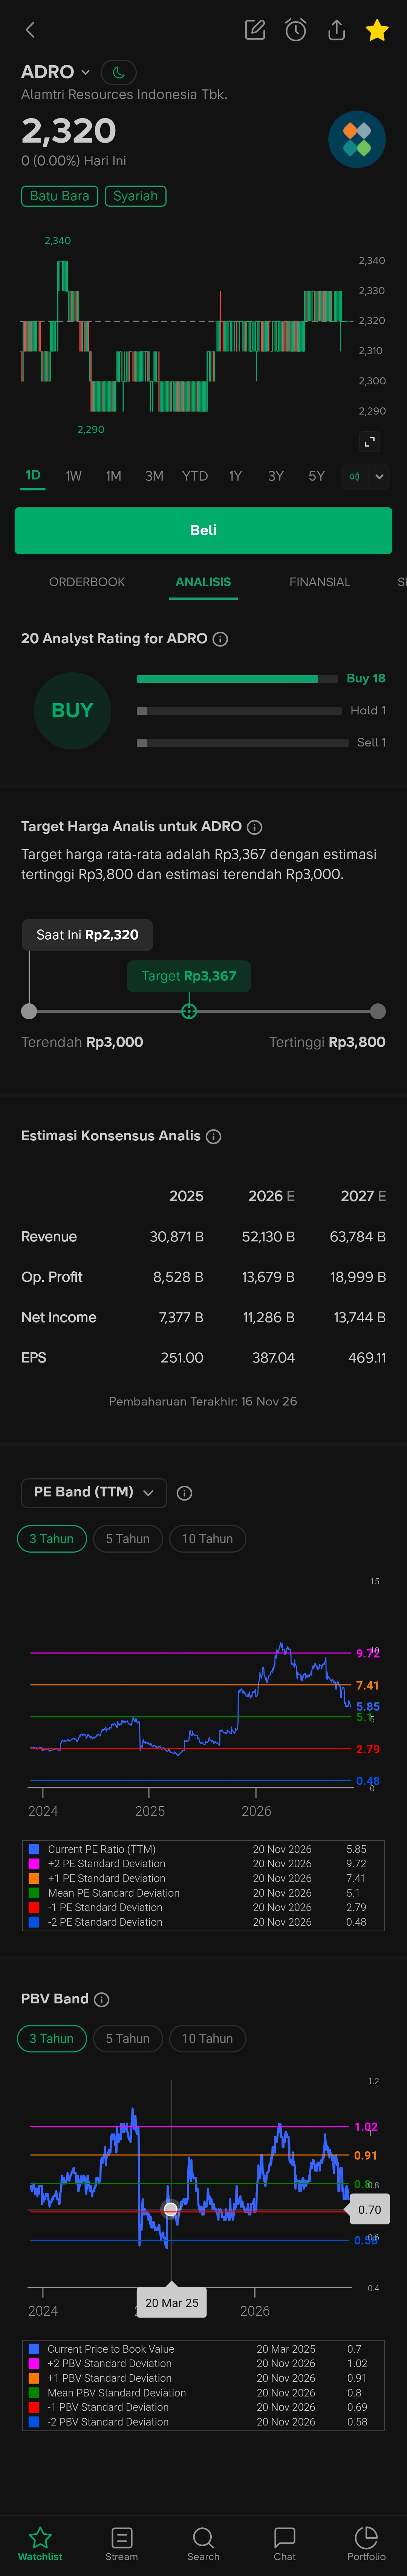 ADRO
Alamtri Resources Indonesia Tbk.
2,320
0 (0.00%) Hari Ini
Batu Bara Syariah
2,340
2,340
2,330
2,320
2,310
2,300
2,290
2,290
1D 1W 1M 3M YTD 1Y 3Y 5Y
Beli
ORDERBOOK ANALISIS FINANSIAL
20 Analyst Rating for ADRO
BUY
Buy 18
Hold 1
Sell 1
Target Harga Analis untuk ADRO
Target harga rata-rata adalah Rp3,367 dengan estimasi
tertinggi Rp3,800 dan estimasi terendah Rp3,000.
Saat Ini Rp2,320
Target Rp3,367
Terendah Rp3,000 Tertinggi Rp3,800
Estimasi Konsensus Analis
2025 2026 E 2027 E
Revenue 30,871 B 52,130 B 63,784 B
Op. Profit 8,528 B 13,679 B 18,999 B
Net Income 7,377 B 11,286 B 13,744 B
EPS 251.00 387.04 469.11
Pembaharuan Terakhir: 16 Nov 26
PE Band (TTM)
3 Tahun 5 Tahun 10 Tahun
15
9.72
7.41
5.85
5.1
2.79
0.48
0
2024 2025 2026
Current PE Ratio (TTM) 20 Nov 2026 5.85
+2 PE Standard Deviation 20 Nov 2026 9.72
+1 PE Standard Deviation 20 Nov 2026 7.41
Mean PE Standard Deviation 20 Nov 2026 5.1
-1 PE Standard Deviation 20 Nov 2026 2.79
-2 PE Standard Deviation 20 Nov 2026 0.48
PBV Band
3 Tahun 5 Tahun 10 Tahun
1.2
1.02
0.91
0.8
0.70
0.58
0.4
20 Mar 25
2024 2026
Current Price to Book Value 20 Mar 2025 0.7
+2 PBV Standard Deviation 20 Nov 2026 1.02
+1 PBV Standard Deviation 20 Nov 2026 0.91
Mean PBV Standard Deviation 20 Nov 2026 0.8
-1 PBV Standard Deviation 20 Nov 2026 0.69
-2 PBV Standard Deviation 20 Nov 2026 0.58
Watchlist Stream Search Chat Portfolio